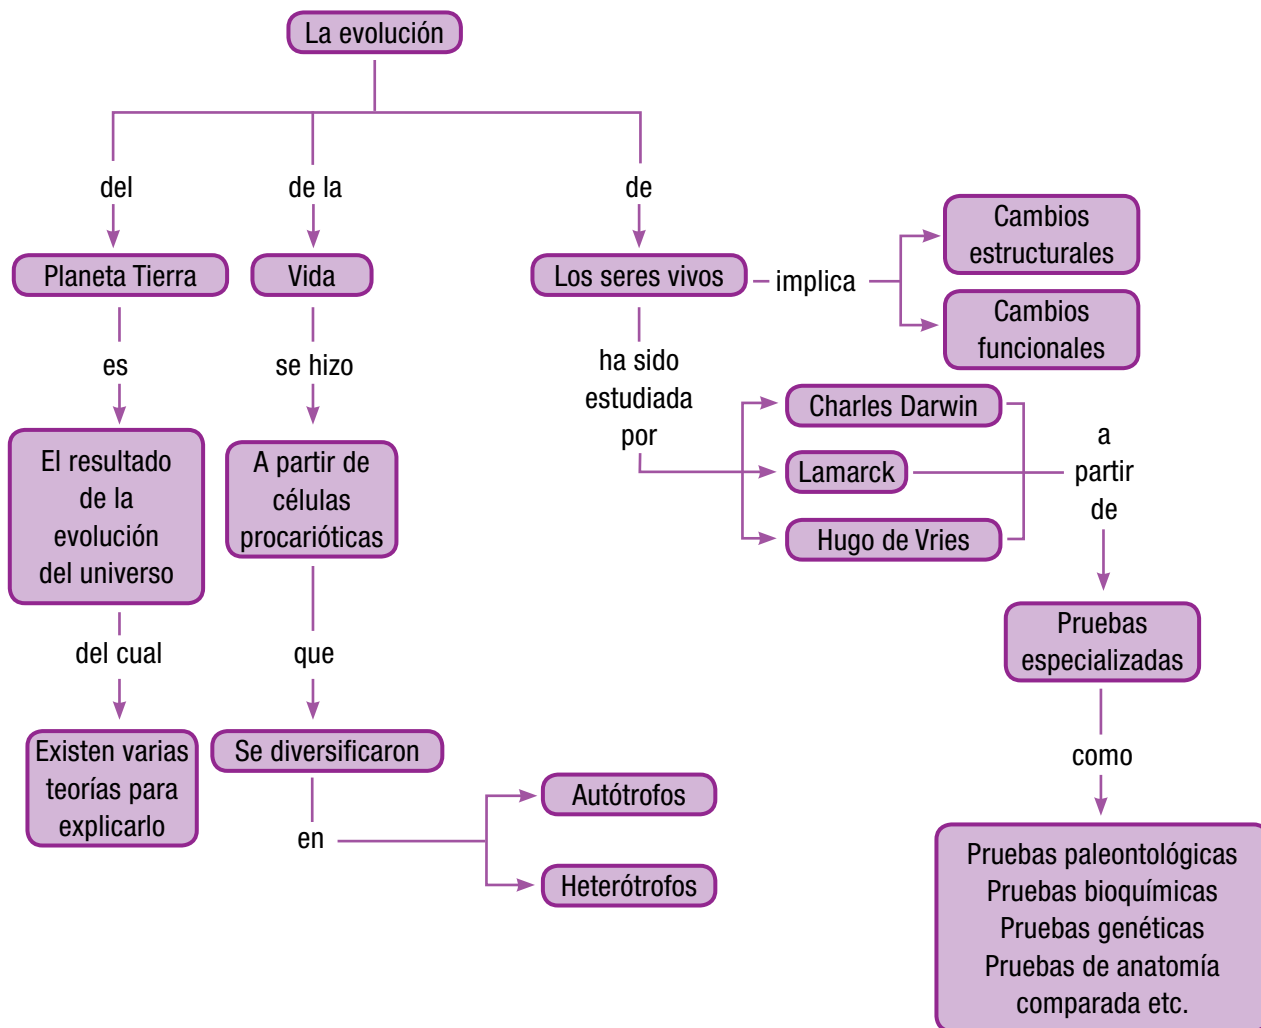 La evolución
del
de la
de
Planeta Tierra
Vida
Los seres vivos
implica
Cambios
estructurales
Cambios
funcionales
es
se hizo
ha sido
estudiada
por
El resultado
de la
evolución
del universo
A partir de
células
procarióticas
Charles Darwin
Lamarck
Hugo de Vries
a
partir
de
Pruebas
especializadas
del cual
que
como
Existen varias
teorías para
explicarlo
Se diversificaron
en
Autótrofos
Heterótrofos
Pruebas paleontológicas
Pruebas bioquímicas
Pruebas genéticas
Pruebas de anatomía
comparada etc.